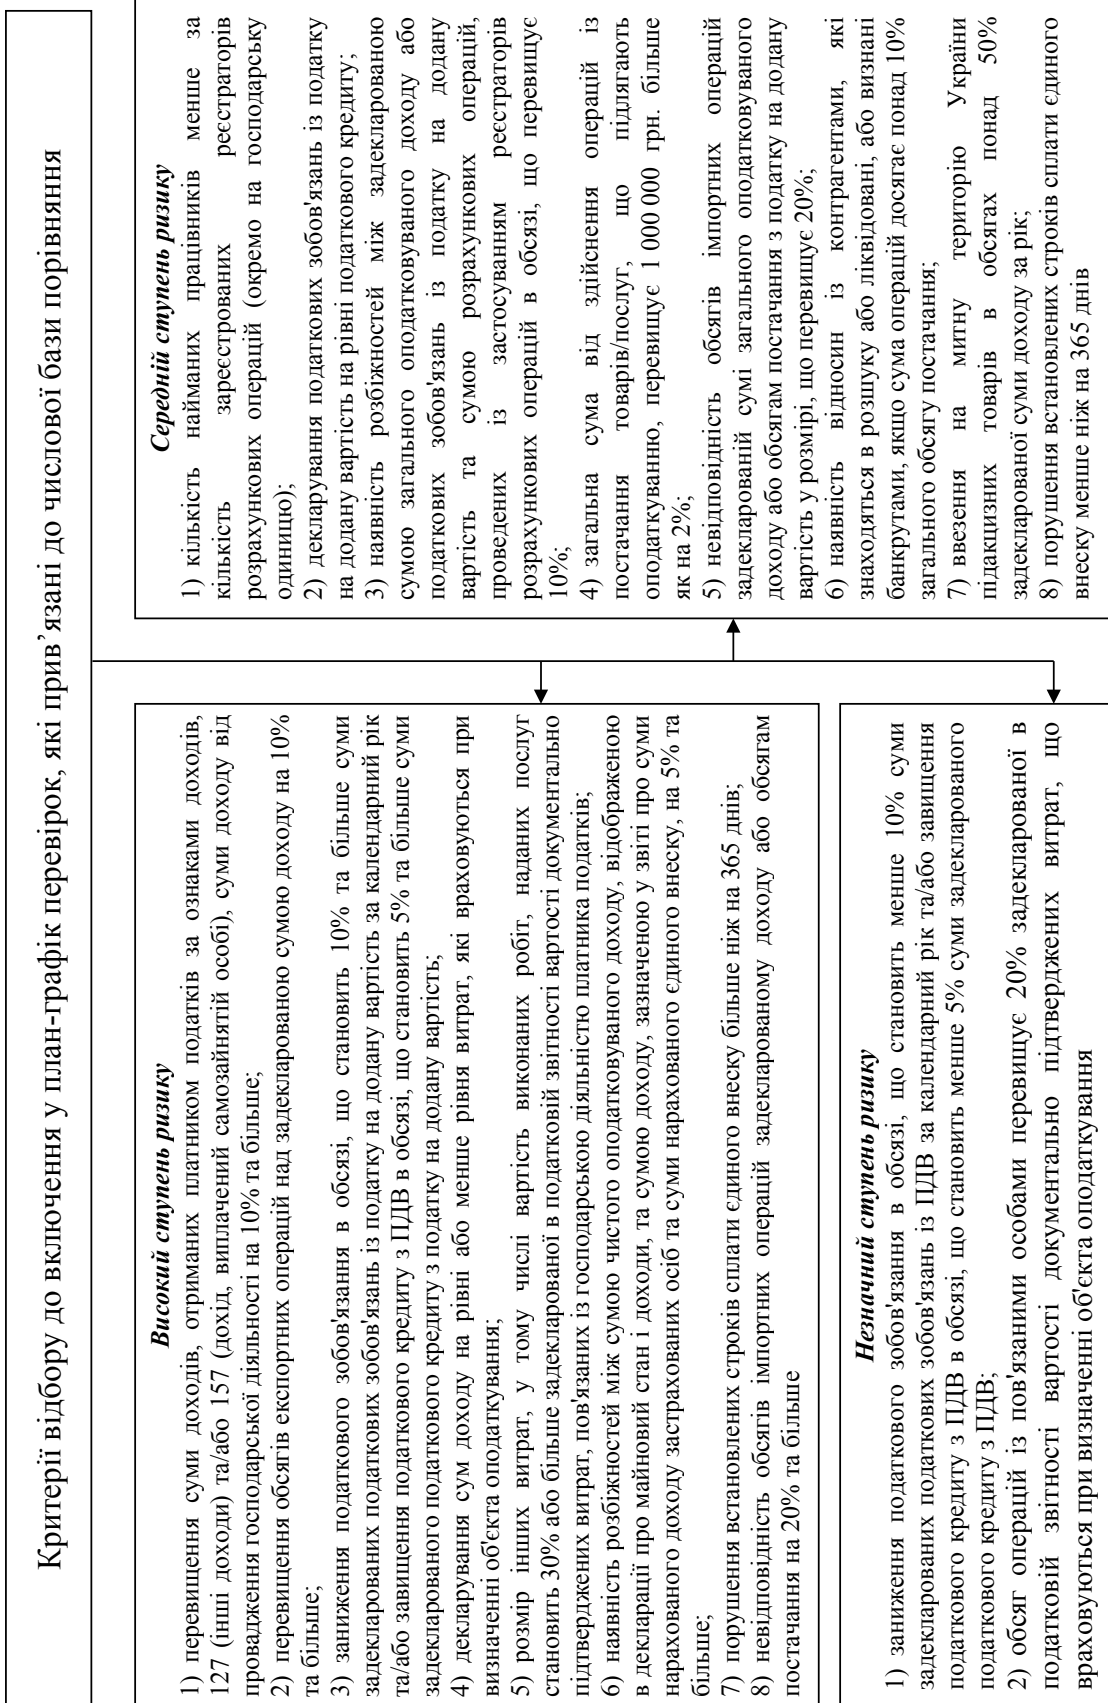 Критерії відбору до включення у план-графік перевірок, які прив’язані до числової бази порівняння
Високий ступень ризику
1) перевищення суми доходів, отриманих платником податків за ознаками доходів,
127 (інші доходи) та/або 157 (дохід, виплачений самозайнятій особі), суми доходу від
провадження господарської діяльності на 10% та більше;
2) перевищення обсягів експортних операцій над задекларованою сумою доходу на 10%
та більше;
3) заниження податкового зобов'язання в обсязі, що становить 10% та більше суми
задекларованих податкових зобов'язань із податку на додану вартість за календарний рік
та/або завищення податкового кредиту з ПДВ в обсязі, що становить 5% та більше суми
задекларованого податкового кредиту з податку на додану вартість;
4) декларування сум доходу на рівні або менше рівня витрат, які враховуються при
визначенні об'єкта оподаткування;
5) розмір інших витрат, у тому числі вартість виконаних робіт, наданих послуг
становить 30% або більше задекларованої в податковій звітності вартості документально
підтверджених витрат, пов'язаних із господарською діяльністю платника податків;
6) наявність розбіжностей між сумою чистого оподатковуваного доходу, відображеною
в декларації про майновий стан і доходи, та сумою доходу, зазначеною у звіті про суми
нарахованого доходу застрахованих осіб та суми нарахованого єдиного внеску, на 5% та
більше;
7) порушення встановлених строків сплати єдиного внеску більше ніж на 365 днів;
8) невідповідність обсягів імпортних операцій задекларованому доходу або обсягам
постачання на 20% та більше
Середній ступень ризику
1) кількість найманих працівників менше за
кількість зареєстрованих реєстраторів
розрахункових операцій (окремо на господарську
одиницю);
2) декларування податкових зобов'язань із податку
на додану вартість на рівні податкового кредиту;
3) наявність розбіжностей між задекларованою
сумою загального оподатковуваного доходу або
податкових зобов'язань із податку на додану
вартість та сумою розрахункових операцій,
проведених із застосуванням реєстраторів
розрахункових операцій в обсязі, що перевищує
10%;
4) загальна сума від здійснення операцій із
постачання товарів/послуг, що підлягають
оподаткуванню, перевищує 1 000 000 грн. більше
як на 2%;
5) невідповідність обсягів імпортних операцій
задекларованій сумі загального оподатковуваного
доходу або обсягам постачання з податку на додану
вартість у розмірі, що перевищує 20%;
6) наявність відносин із контрагентами, які
знаходяться в розшуку або ліквідовані, або визнані
банкрутами, якщо сума операцій досягає понад 10%
загального обсягу постачання;
7) ввезення на митну територію України
підакцизних товарів в обсягах понад 50%
задекларованої суми доходу за рік;
8) порушення встановлених строків сплати єдиного
внеску менше ніж на 365 днів
Незначний ступень ризику
1) заниження податкового зобов'язання в обсязі, що становить менше 10% суми
задекларованих податкових зобов'язань із ПДВ за календарний рік та/або завищення
податкового кредиту з ПДВ в обсязі, що становить менше 5% суми задекларованого
податкового кредиту з ПДВ;
2) обсяг операцій із пов'язаними особами перевищує 20% задекларованої в
податковій звітності вартості документально підтверджених витрат, що
враховуються при визначенні об'єкта оподаткування